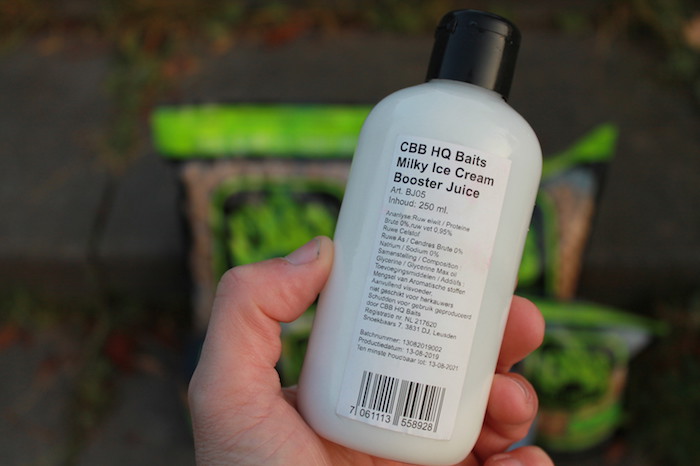 CBB HQ Baits
Milky Ice Cream
Booster Juice
Art. BJ05
Inhoud: 250 ml.
Ananlyse:Ruw eiwit / Proteine
Brute 0%,ruw vet 0,95%
Ruwe Celstof
Ruwe As / Candres Brute 0%
Natrium / Sodium 0%
Samenstelling / Composition :
Glycerine / Glycerine Max oil
Toevoegingsmiddelen / Additifs :
Mengsel van Aromatische stoffen
Aanvullend visvoeder.
niet geschikt voor herkauwers
Schudden voor gebruik geproduceerd
door CBB HQ Baits
Registratie nr. NL 217620
Snoekbaars 7, 3831 DJ, Leusden
Batchnummer: 13082019002
Productiedatum: 13-08-2019
Ten minste houdbaar tot: 13-08-2021
7 061113 558928